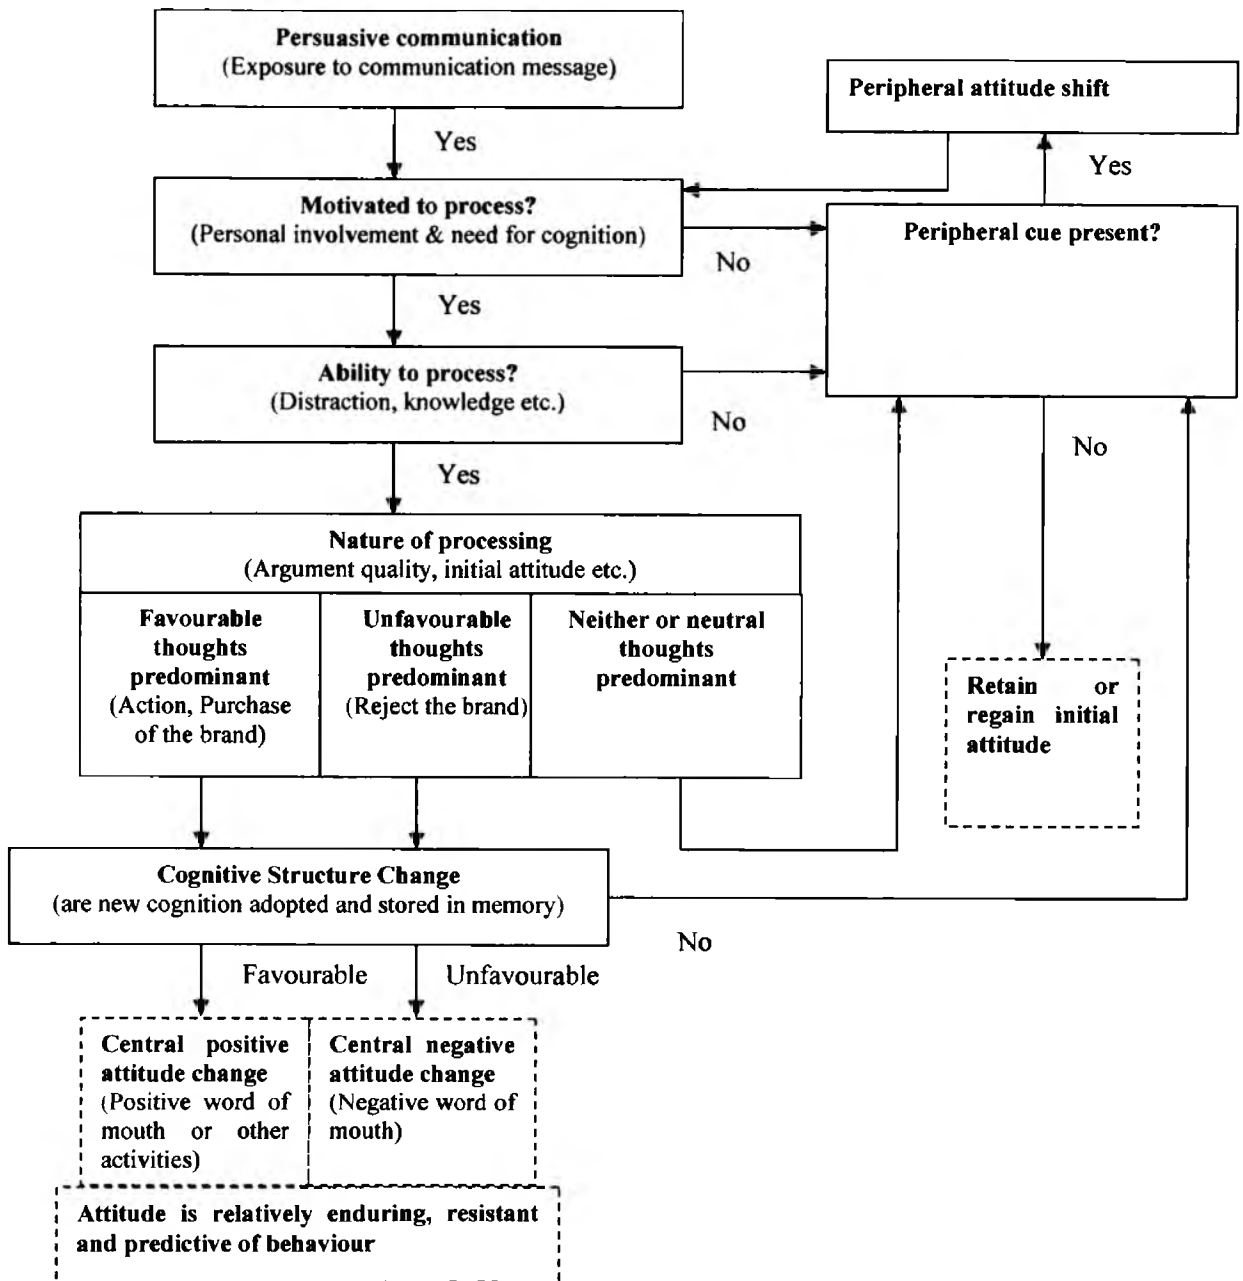 Persuasive communication
(Exposure to communication message)
Peripheral attitude shift
Yes
Yes
Motivated to process?
(Personal involvement & need for cognition)
Peripheral cue present?
No
Yes
Ability to process?
(Distraction, knowledge etc.)
No
No
Yes
Nature of processing
(Argument quality, initial attitude etc.)
Favourable
thoughts
predominant
(Action, Purchase
of the brand)
Unfavourable
thoughts
predominant
(Reject the brand)
Neither or neutral
thoughts
predominant
Retain or
regain initial
attitude
Cognitive Structure Change
(are new cognition adopted and stored in memory)
No
Favourable
Unfavourable
Central positive
attitude change
(Positive word of
mouth or other
activities)
Central negative
attitude change
(Negative word of
mouth)
Attitude is relatively enduring, resistant
and predictive of behaviour